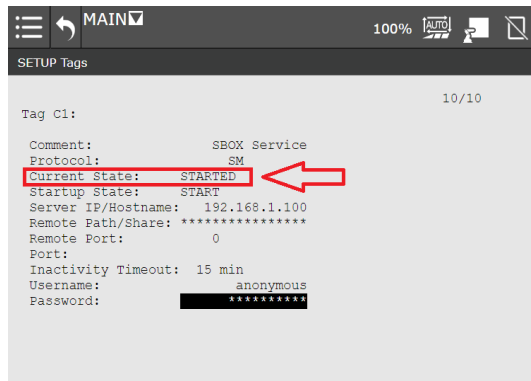 MAIN
100% AUTO
SETUP Tags
10/10
Tag C1:
Comment: SBOX Service
Protocol: SM
Current State: STARTED
Startup State: START
Server IP/Hostname: 192.168.1.100
Remote Path/Share: ****************
Remote Port: 0
Port:
Inactivity Timeout: 15 min
Username: anonymous
Password: **********